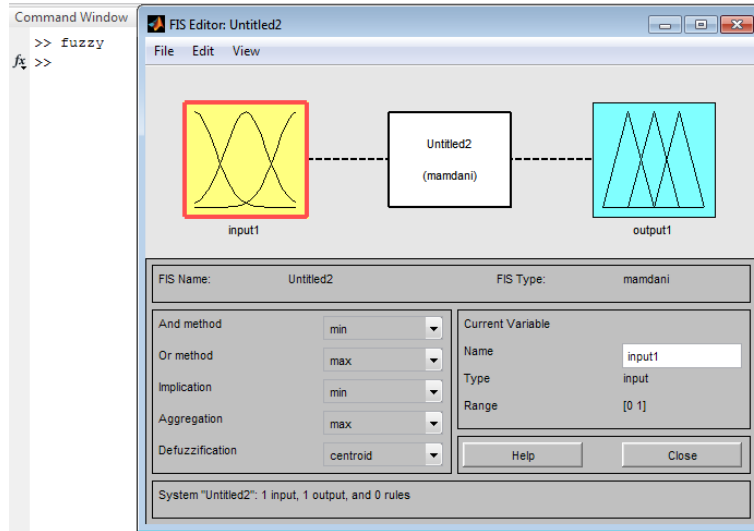 Command Window
>> fuzzy
fx >>
FIS Editor: Untitled2
File Edit View
Untitled2
(mamdani)
input1
output1
FIS Name: Untitled2 FIS Type: mamdani
And method min
Or method max
Implication min
Aggregation max
Defuzzification centroid
Current Variable
Name input1
Type input
Range [0 1]
Help Close
System "Untitled2": 1 input, 1 output, and 0 rules